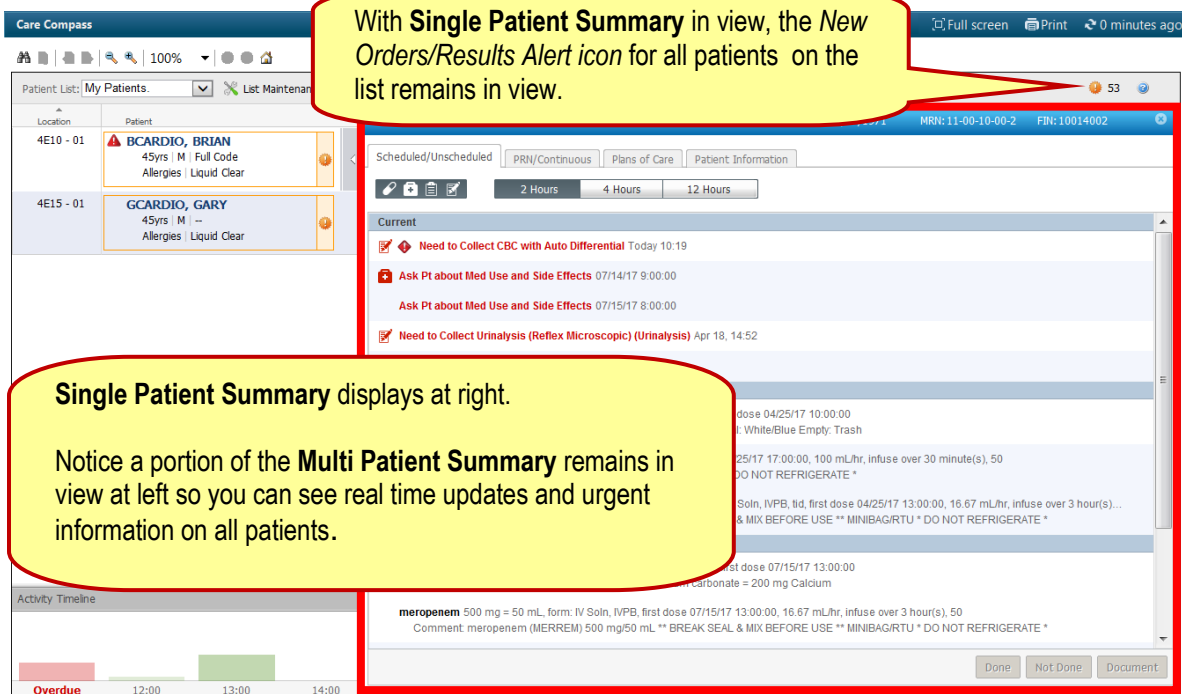 Care Compass
With Single Patient Summary in view, the New
Orders/Results Alert icon for all patients on the
list remains in view.
Full screen Print 0 minutes ago
100%
Patient List: My Patients. List Maintenan
53
MRN: 11-00-10-00-2 FIN: 10014002
Location Patient
4E10 - 01 BCARDIO, BRIAN
45yrs | M | Full Code
Allergies | Liquid Clear
4E15 - 01 GCARDIO, GARY
45yrs | M | --
Allergies | Liquid Clear
Scheduled/Unscheduled PRN/Continuous Plans of Care Patient Information
2 Hours 4 Hours 12 Hours
Current
Need to Collect CBC with Auto Differential Today 10:19
Ask Pt about Med Use and Side Effects 07/14/17 9:00:00
Ask Pt about Med Use and Side Effects 07/15/17 8:00:00
Need to Collect Urinalysis (Reflex Microscopic) (Urinalysis) Apr 18, 14:52
Single Patient Summary displays at right.
Notice a portion of the Multi Patient Summary remains in
view at left so you can see real time updates and urgent
information on all patients.
dose 04/25/17 10:00:00
l: White/Blue Empty: Trash
25/17 17:00:00, 100 mL/hr, infuse over 30 minute(s), 50
DO NOT REFRIGERATE *
Soln, IVPB, tid, first dose 04/25/17 13:00:00, 16.67 mL/hr, infuse over 3 hour(s)...
& MIX BEFORE USE ** MINIBAG/RTU * DO NOT REFRIGERATE *
rst dose 07/15/17 13:00:00
carbonate = 200 mg Calcium
meropenem 500 mg = 50 mL, form: IV Soln, IVPB, first dose 07/15/17 13:00:00, 16.67 mL/hr, infuse over 3 hour(s), 50
Comment: meropenem (MERREM) 500 mg/50 mL ** BREAK SEAL & MIX BEFORE USE ** MINIBAG/RTU * DO NOT REFRIGERATE *
Activity Timeline
Overdue 12:00 13:00 14:00
Done Not Done Document